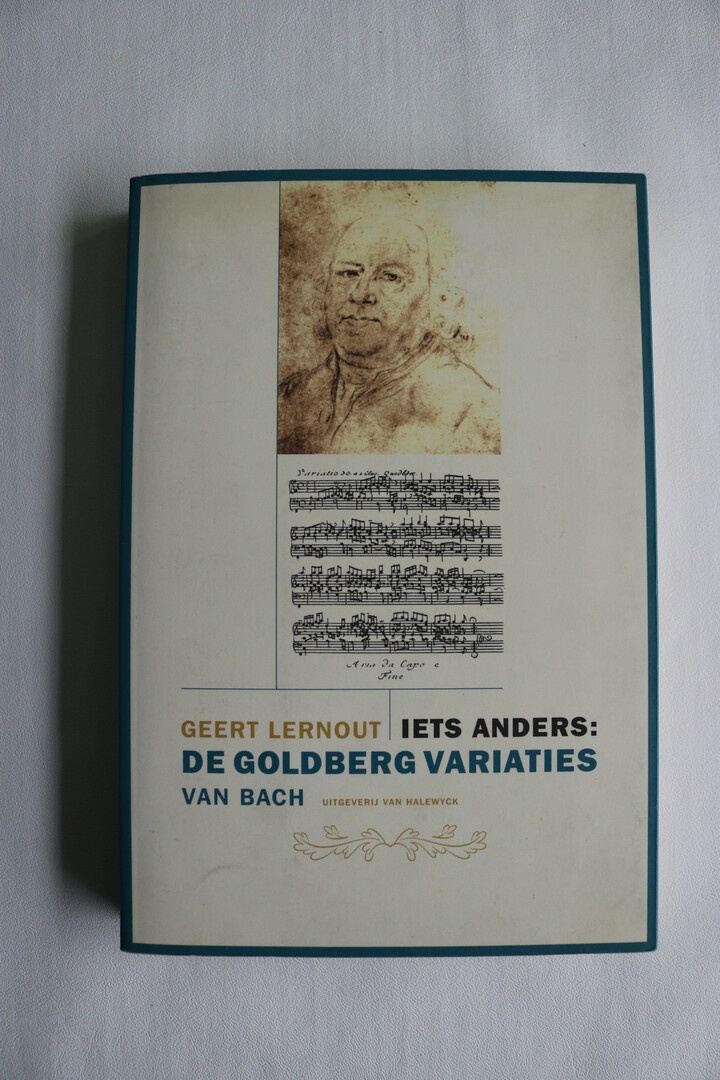 Variatio 30. a 1 Clav. Quodlibet
Aria da Capo e
Fine
GEERT LERNOUT IETS ANDERS:
DE GOLDBERG VARIATIES
VAN BACH UITGEVERIJ VAN HALEWYCK